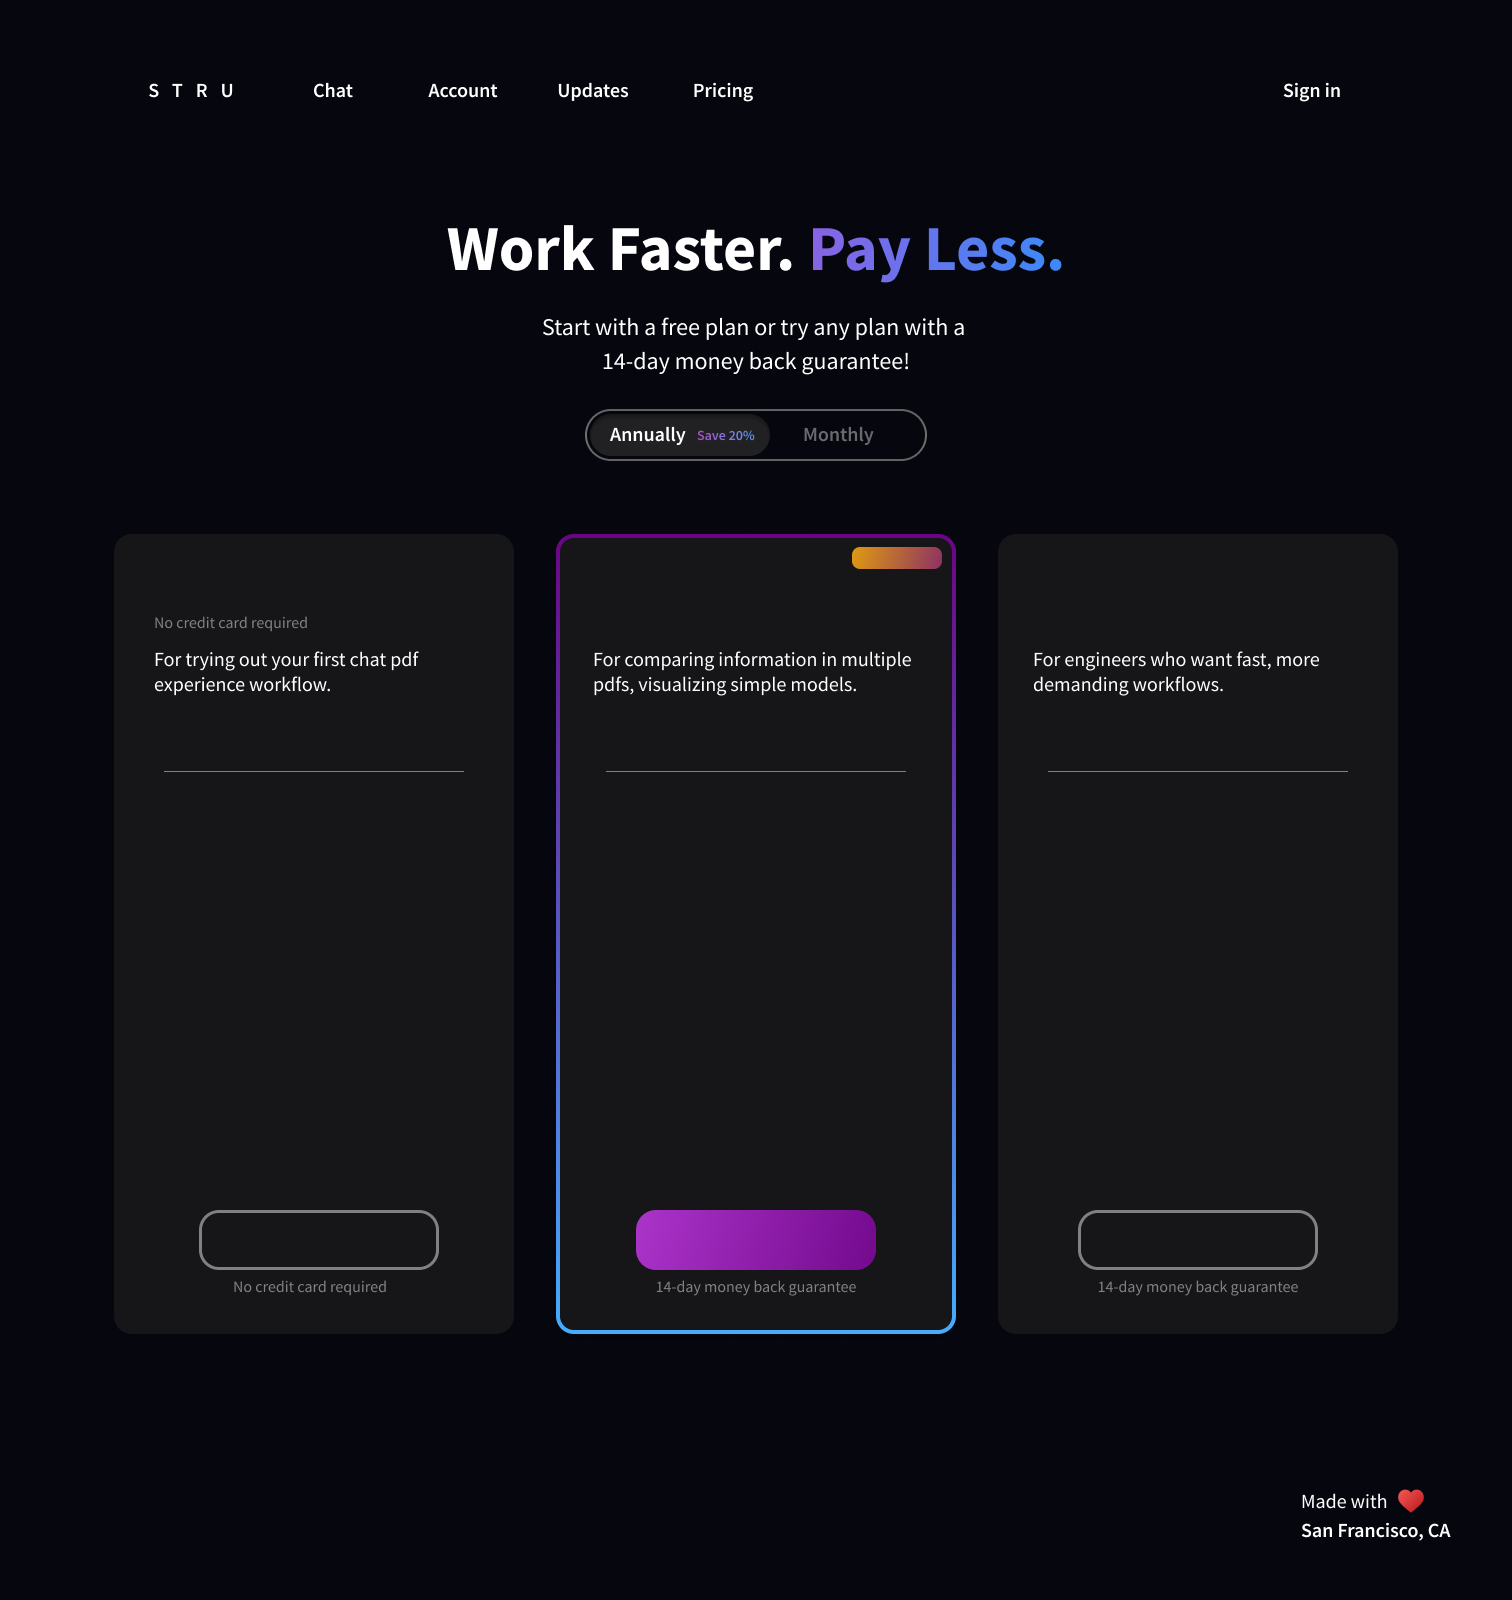 S T R U
Chat
Account
Updates
Pricing
Sign in
Work Faster. Pay Less.
Start with a free plan or try any plan with a
14-day money back guarantee!
Annually Save 20%
Monthly
No credit card required
For trying out your first chat pdf
experience workflow.
No credit card required
For comparing information in multiple
pdfs, visualizing simple models.
14-day money back guarantee
For engineers who want fast, more
demanding workflows.
14-day money back guarantee
Made with
San Francisco, CA